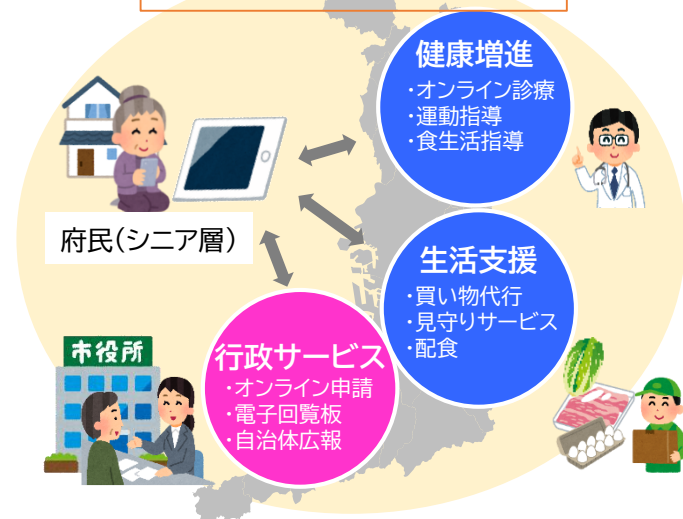 健康増進
・オンライン診療
・運動指導
・食生活指導
府民(シニア層)
生活支援
・買い物代行
・見守りサービス
・配食
市役所
行政サービス
・オンライン申請
・電子回覧板
・自治体広報